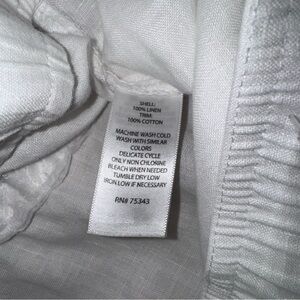 SHELL:
100% LINEN
TRIM:
100% COTTON
MACHINE WASH COLD
WASH WITH SIMILAR
COLORS
DELICATE CYCLE
ONLY NON CHLORINE
BLEACH WHEN NEEDED
TUMBLE DRY LOW
IRON LOW IF NECESSARY
RN# 75343